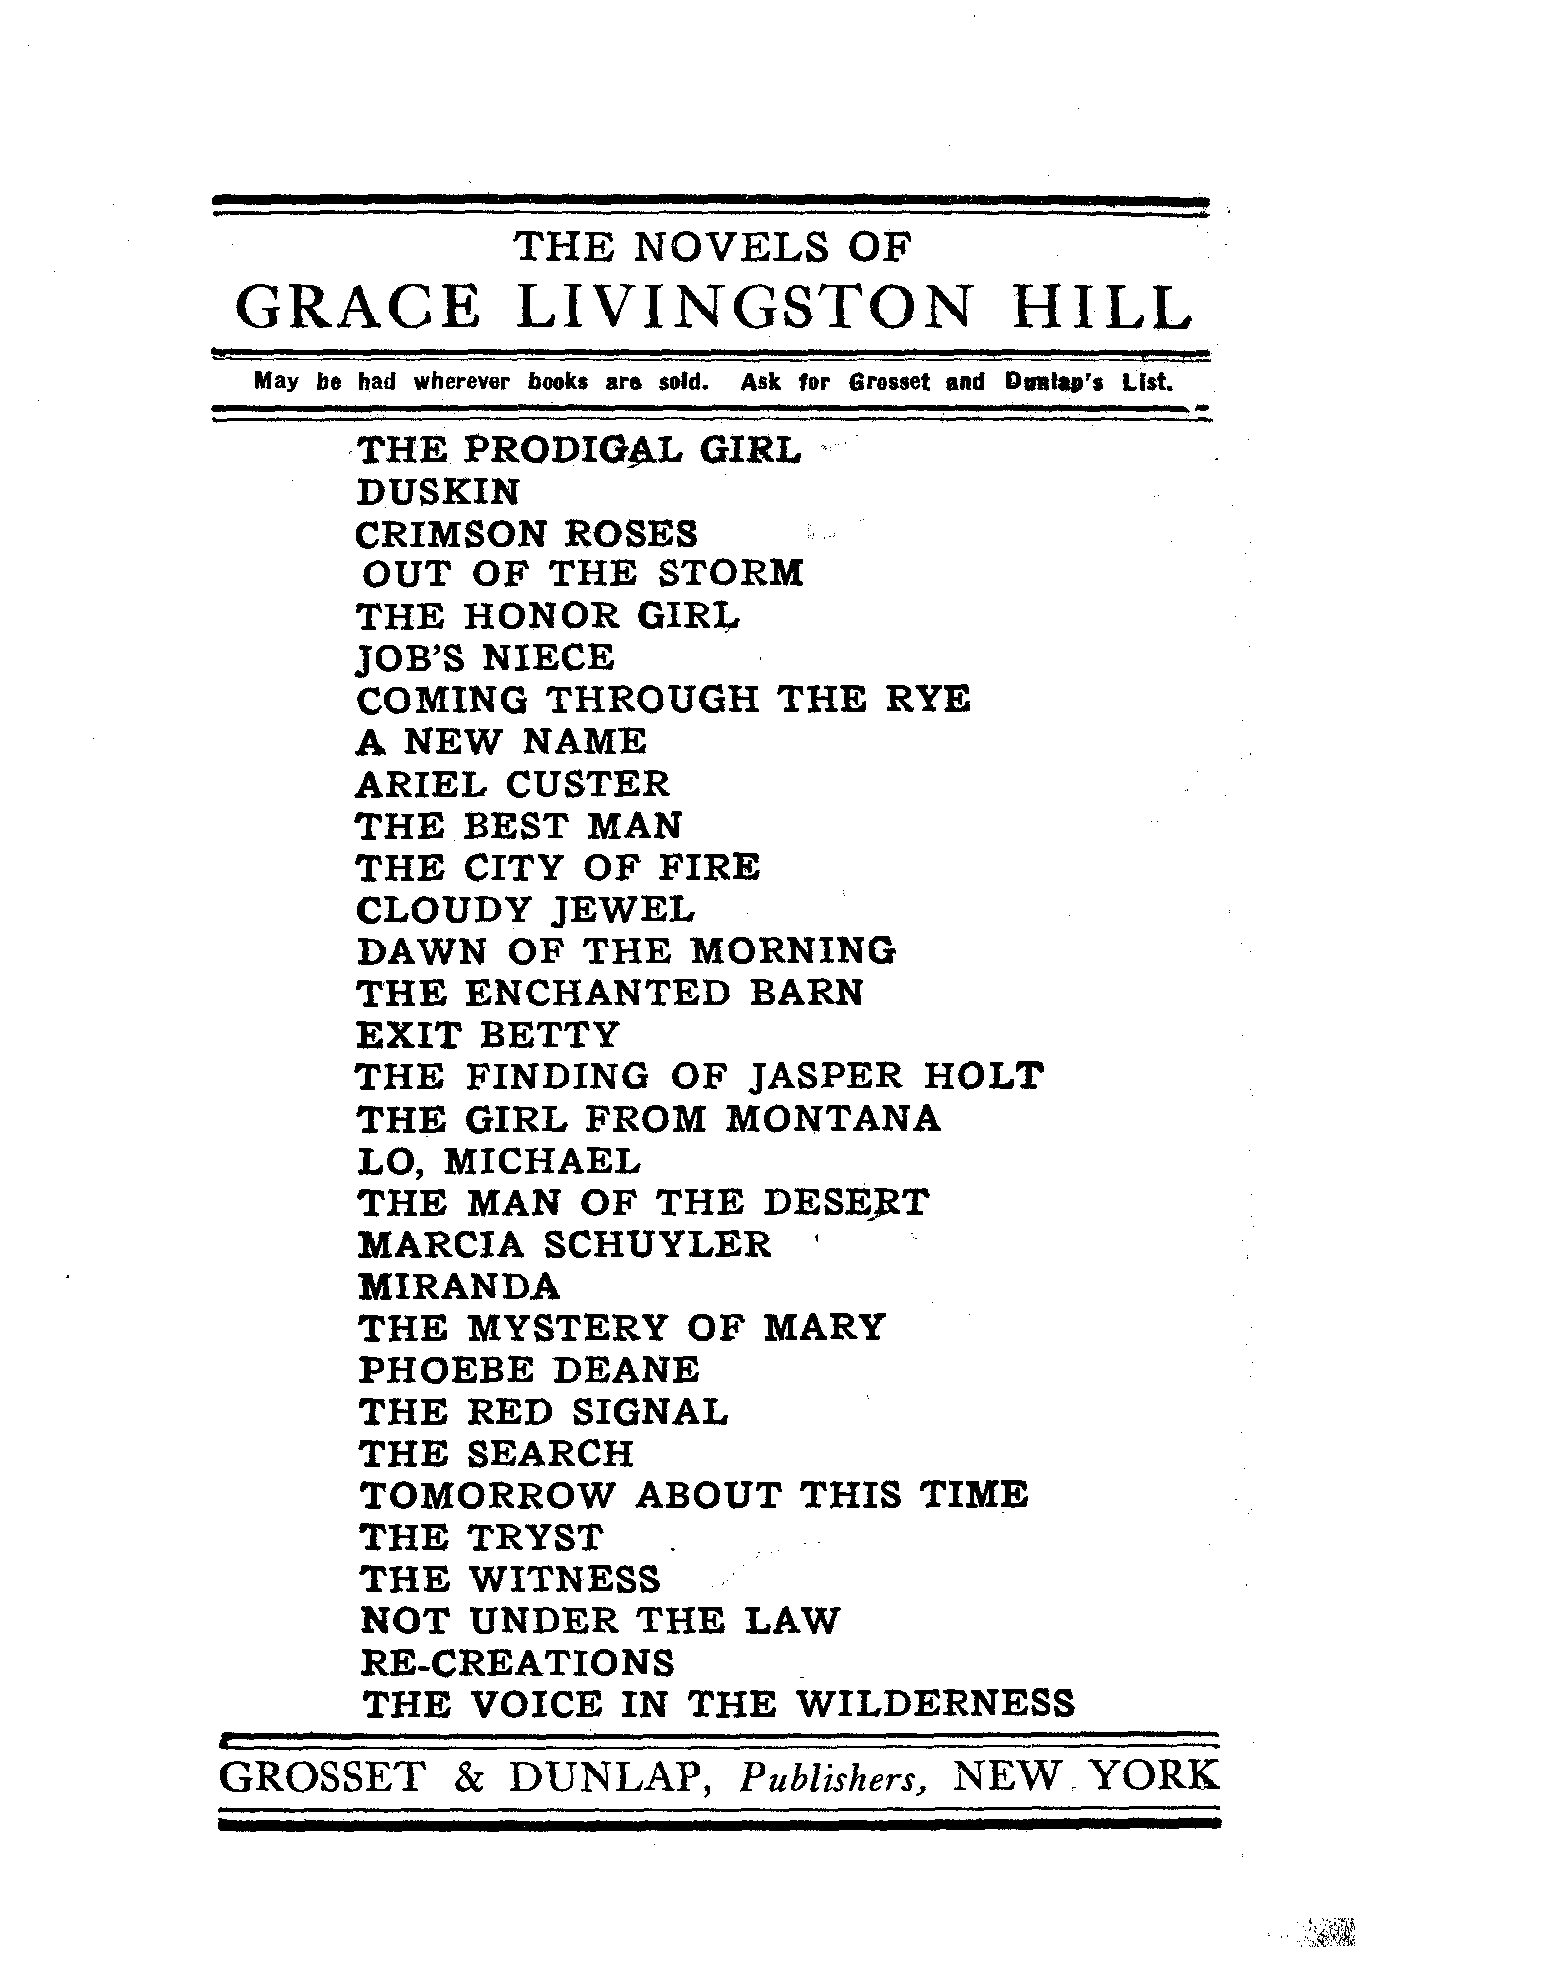 THE NOVELS OF
GRACE LIVINGSTON HILL
May be had wherever books are sold. Ask for Grosset and Dunlap's List.
THE PRODIGAL GIRL
DUSKIN
CRIMSON ROSES
OUT OF THE STORM
THE HONOR GIRL
JOB'S NIECE
COMING THROUGH THE RYE
A NEW NAME
ARIEL CUSTER
THE BEST MAN
THE CITY OF FIRE
CLOUDY JEWEL
DAWN OF THE MORNING
THE ENCHANTED BARN
EXIT BETTY
THE FINDING OF JASPER HOLT
THE GIRL FROM MONTANA
LO, MICHAEL
THE MAN OF THE DESERT
MARCIA SCHUYLER
MIRANDA
THE MYSTERY OF MARY
PHOEBE DEANE
THE RED SIGNAL
THE SEARCH
TOMORROW ABOUT THIS TIME
THE TRYST
THE WITNESS
NOT UNDER THE LAW
RE-CREATIONS
THE VOICE IN THE WILDERNESS
GROSSET & DUNLAP, Publishers, NEW YORK